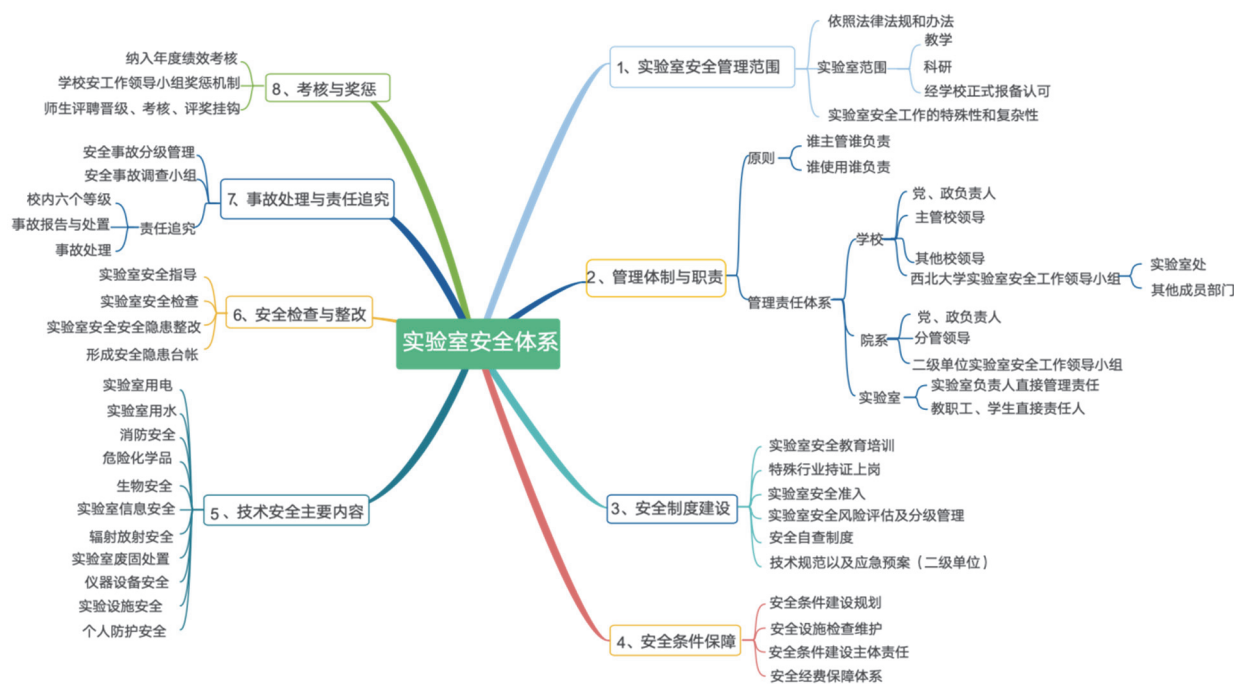 实验室安全体系
1、实验室安全管理范围
依照法律法规和办法
实验室范围
教学
科研
经学校正式报备认可
实验室安全工作的特殊性和复杂性
2、管理体制与职责
原则
谁主管谁负责
谁使用谁负责
管理责任体系
学校
党、政负责人
主管校领导
其他校领导
西北大学实验室安全工作领导小组
实验室处
其他成员部门
院系
党、政负责人
分管领导
二级单位实验室安全工作领导小组
实验室
实验室负责人直接管理责任
教职工、学生直接责任人
3、安全制度建设
实验室安全教育培训
特殊行业持证上岗
实验室安全准入
实验室安全风险评估及分级管理
安全自查制度
技术规范以及应急预案（二级单位）
4、安全条件保障
安全条件建设规划
安全设施检查维护
安全条件建设主体责任
安全经费保障体系
5、技术安全主要内容
实验室用电
实验室用水
消防安全
危险化学品
生物安全
实验室信息安全
辐射放射安全
实验室废固处置
仪器设备安全
实验设施安全
个人防护安全
6、安全检查与整改
实验室安全指导
实验室安全检查
实验室安全安全隐患整改
形成安全隐患台帐
7、事故处理与责任追究
安全事故分级管理
安全事故调查小组
责任追究
校内六个等级
事故报告与处置
事故处理
8、考核与奖惩
纳入年度绩效考核
学校安工作领导小组奖惩机制
师生评聘晋级、考核、评奖挂钩